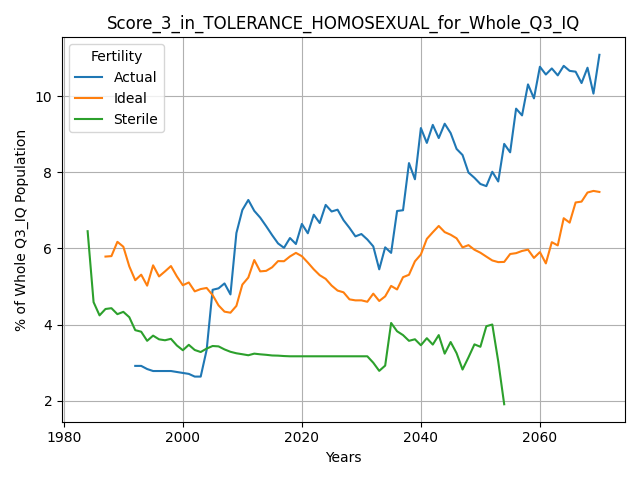 Score_3_in_TOLERANCE_HOMOSEXUAL_for_Whole_Q3_IQ
Fertility
Actual
Ideal
Sterile
% of Whole Q3_IQ Population
10
8
6
4
2
1980
2000
2020
2040
2060
Years